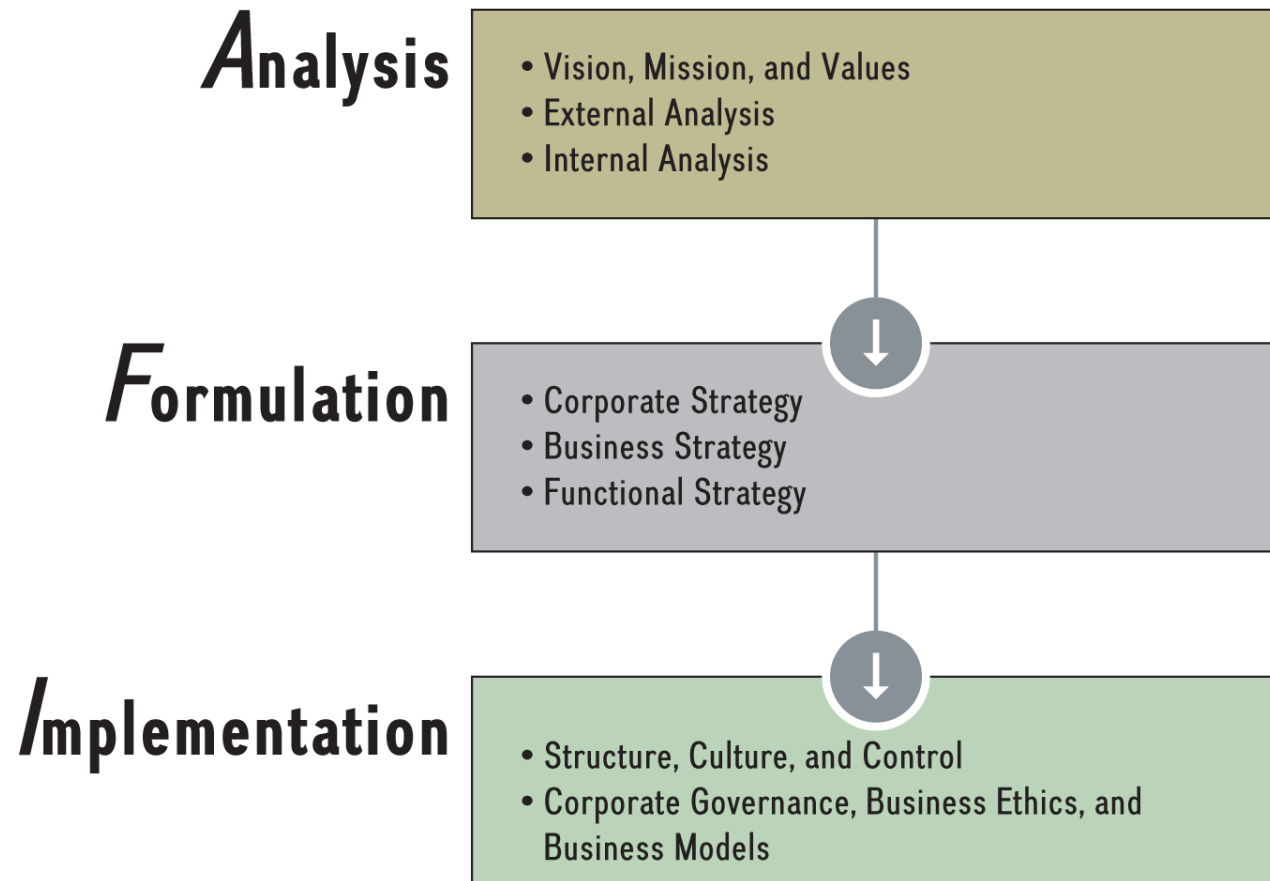 Analysis
• Vision, Mission, and Values
• External Analysis
• Internal Analysis
Formulation
• Corporate Strategy
• Business Strategy
• Functional Strategy
Implementation
• Structure, Culture, and Control
• Corporate Governance, Business Ethics, and
Business Models